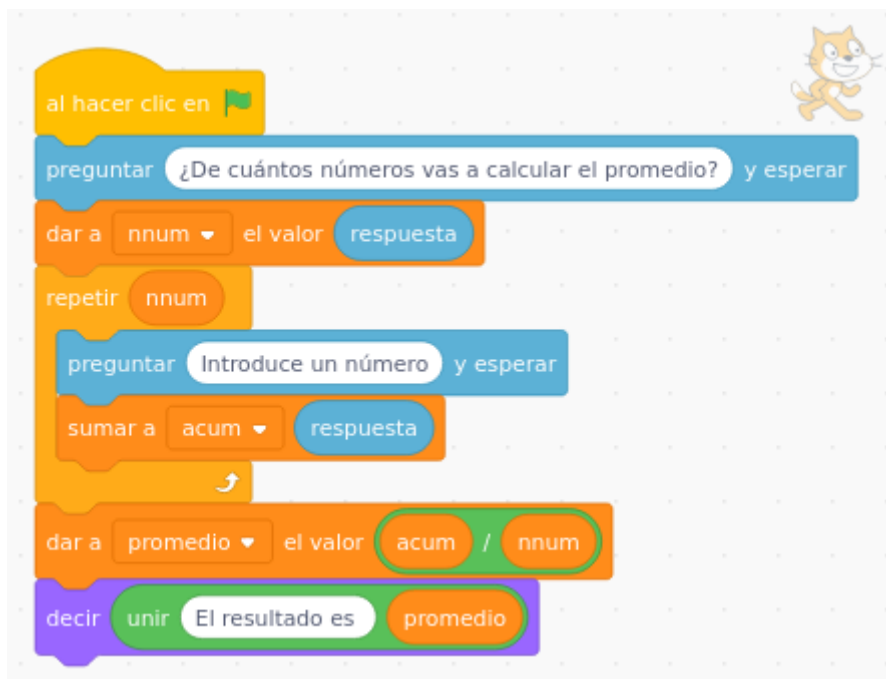 al hacer clic en
preguntar ¿De cuántos números vas a calcular el promedio? y esperar
dar a nnum el valor respuesta
repetir nnum
preguntar Introduce un número y esperar
sumar a acum respuesta
dar a promedio el valor acum / nnum
decir unir El resultado es promedio